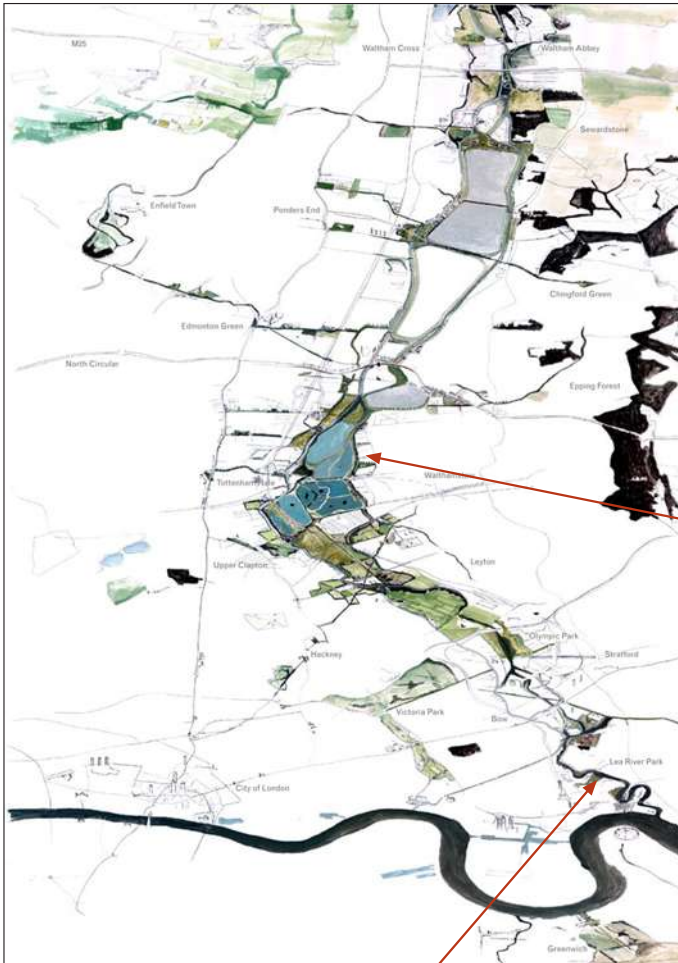 M25
Waltham Cross
Waltham Abbey
Sewardstone
Enfield Town
Ponders End
Chingford Green
Edmonton Green
North Circular
Epping Forest
Tottenham Hale
Walthamstow
Upper Clapton
Leyton
Olympic Park
Hackney
Stratford
Victoria Park
Bow
Lea River Park
City of London
Greenwich